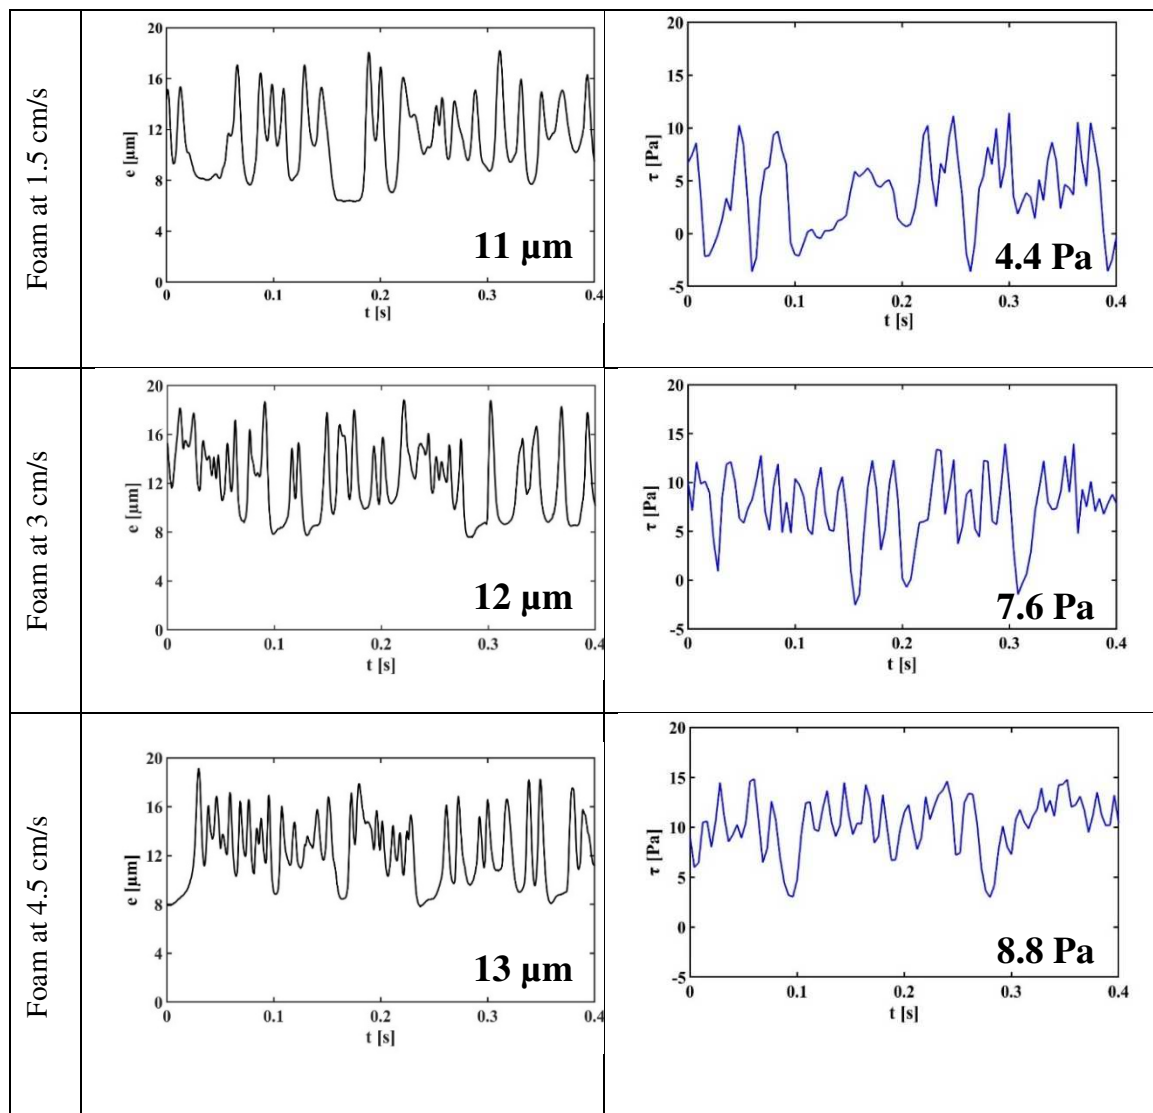 Foam at 1.5 cm/s
20
16
12
8
4
0
e [µm]
0 0.1 0.2 0.3 0.4
t [s]
11 µm
20
15
10
5
0
-5
τ [Pa]
0 0.1 0.2 0.3 0.4
t [s]
4.4 Pa
Foam at 3 cm/s
20
16
12
8
4
0
e [µm]
0 0.1 0.2 0.3 0.4
t [s]
12 µm
20
15
10
5
0
-5
τ [Pa]
0 0.1 0.2 0.3 0.4
t [s]
7.6 Pa
Foam at 4.5 cm/s
20
16
12
8
4
0
e [µm]
0 0.1 0.2 0.3 0.4
t [s]
13 µm
20
15
10
5
0
-5
τ [Pa]
0 0.1 0.2 0.3 0.4
t [s]
8.8 Pa